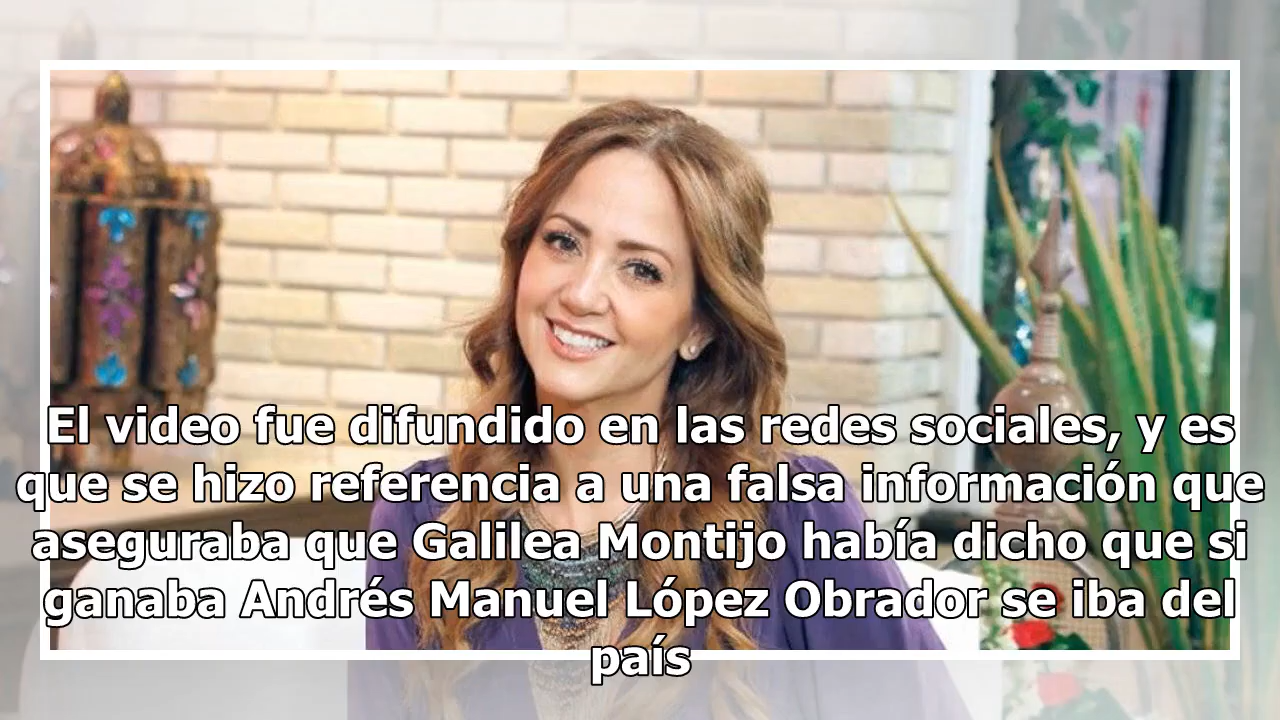 El video fue difundido en las redes sociales, y es
que se hizo referencia a una falsa información que
aseguraba que Galilea Montijo había dicho que si
ganaba Andrés Manuel López Obrador se iba del
país